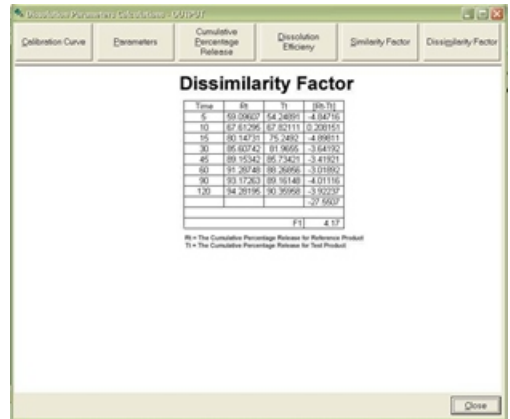 Dissolution Parameters Calculations - OUTPUT
Calibration Curve Parameters Cumulative Percentage Release Dissolution Efficieny Similarity Factor Dissimilarity Factor
Dissimilarity Factor
Time Rt Tt [Rt-Tt]
5 59.09607 54.24891 -4.84716
10 67.61295 67.82111 0.208151
15 80.14731 75.2492 -4.89811
30 85.60742 81.9655 -3.64192
45 89.15342 85.73421 -3.41921
60 91.28748 88.26856 -3.01892
90 93.17263 89.16148 -4.01116
120 94.28195 90.35958 -3.92237
-27.5507
F1 4.17
Rt = The Cumulative Percentage Release for Reference Product
Tt = The Cumulative Percentage Release for Test Product
Close